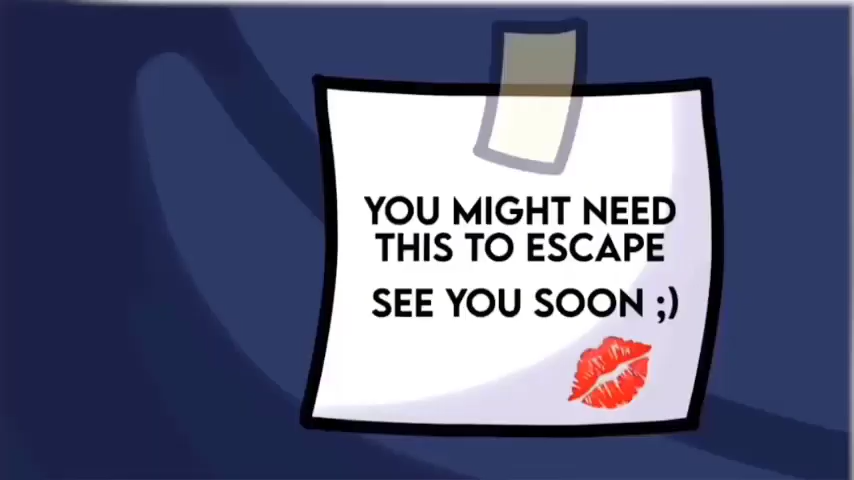 YOU MIGHT NEED
THIS TO ESCAPE
SEE YOU SOON ;)